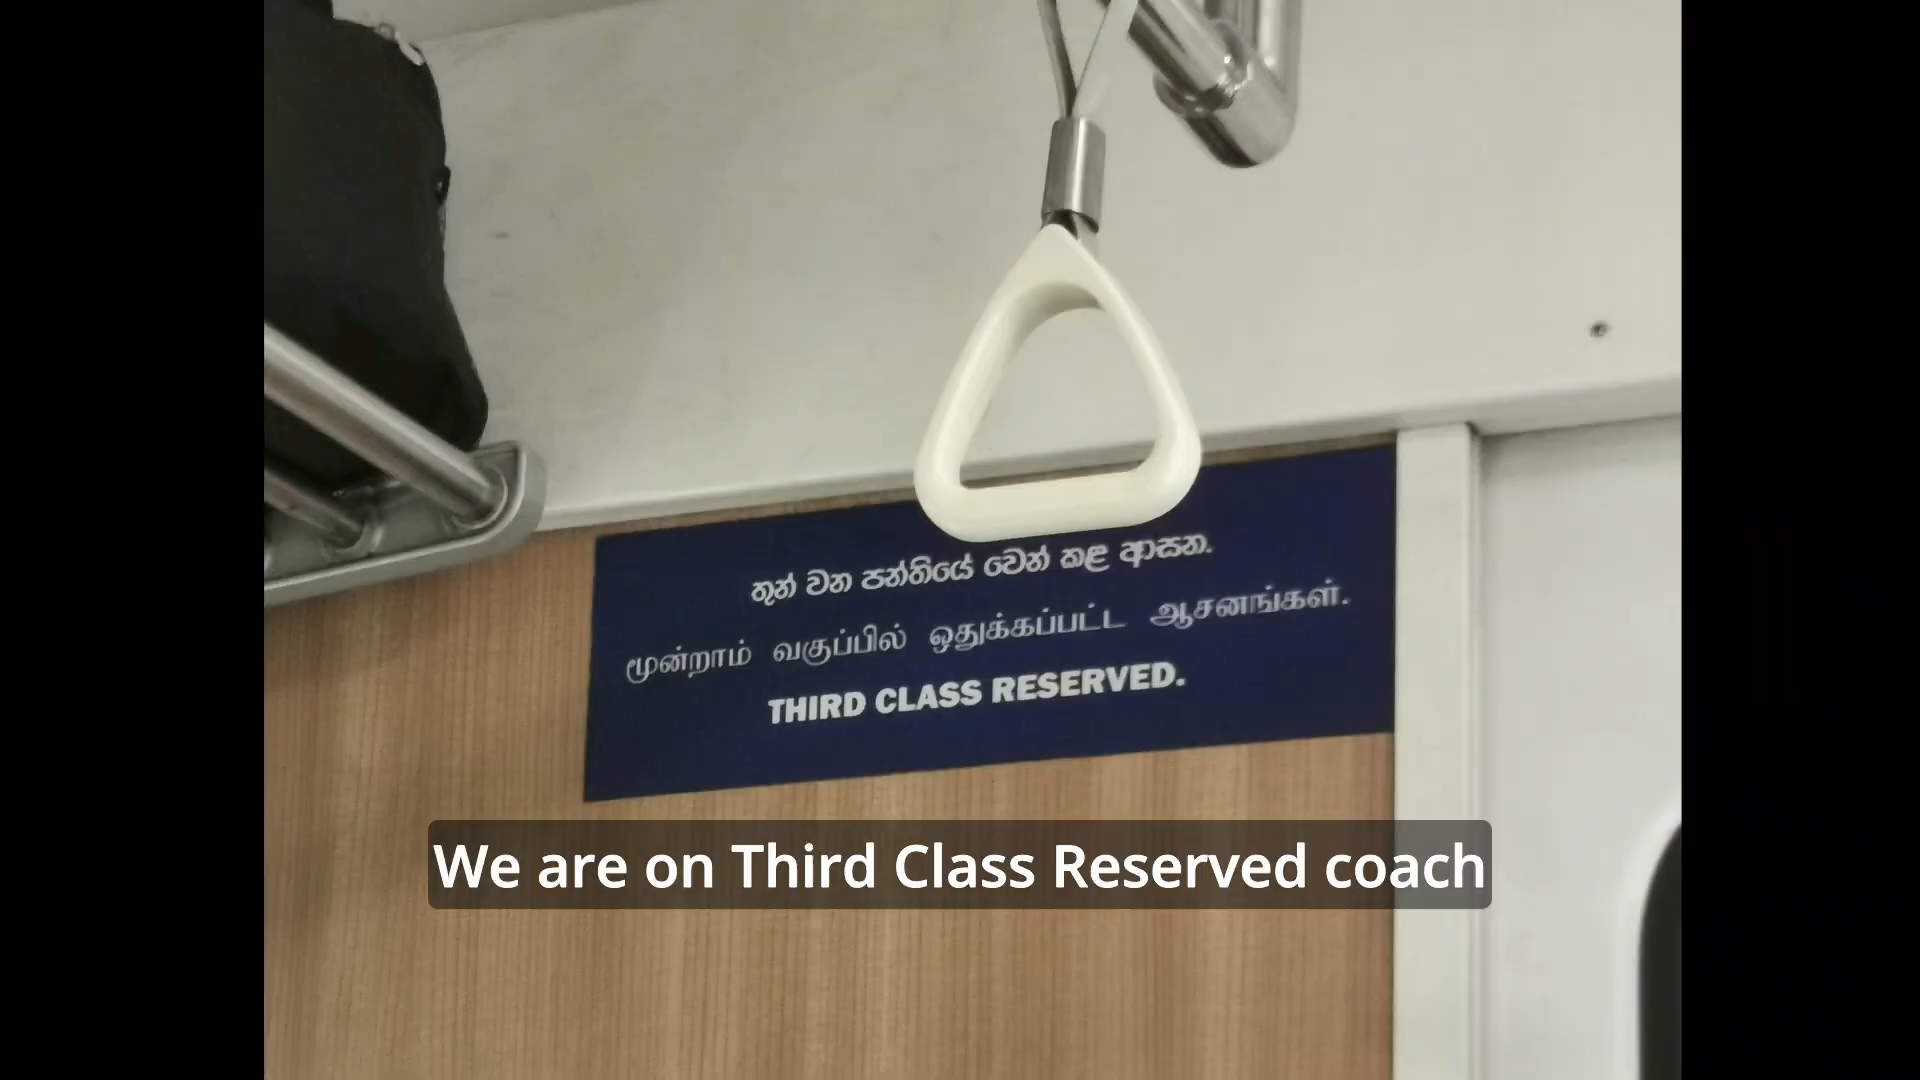 තුන් වන පන්තියේ වෙන් කළ ආසන.
மூன்றாம் வகுப்பில் ஒதுக்கப்பட்ட ஆசனங்கள்.
THIRD CLASS RESERVED.
We are on Third Class Reserved coach